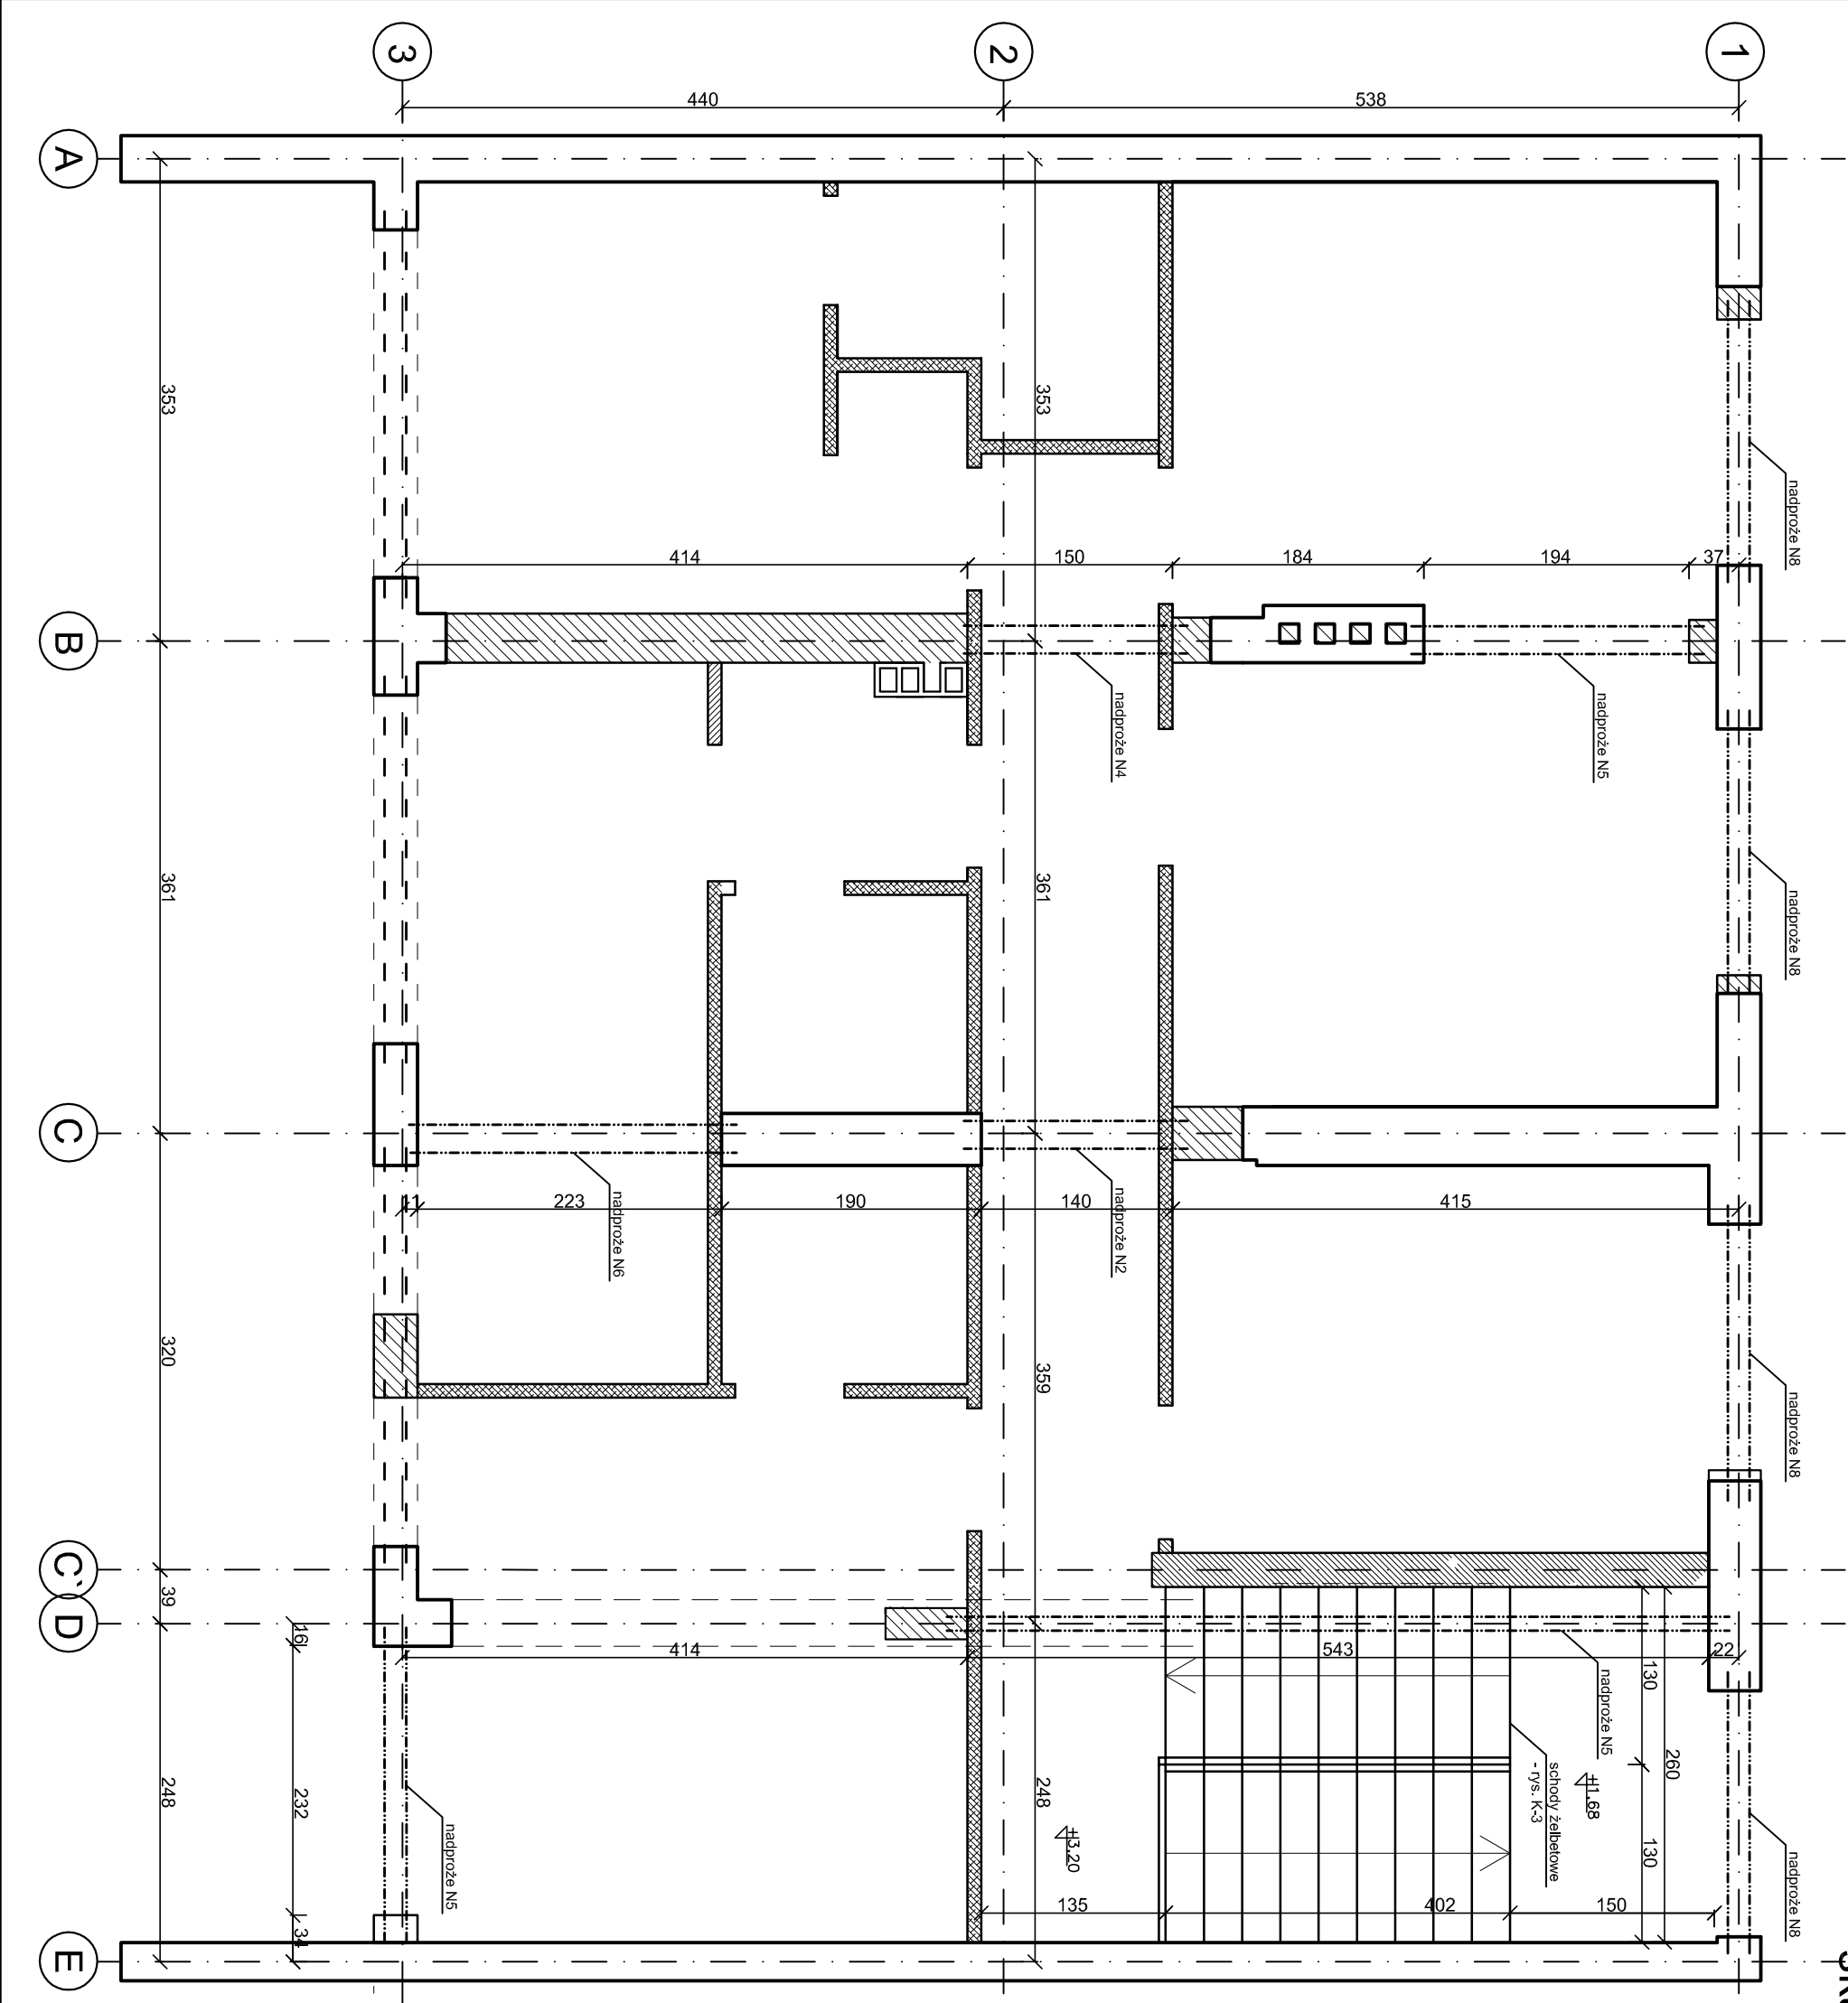 3
2
1
440
538
A
353
353
nadproże N8
414
150
184
194
37
B
nadproże N4
nadproże N5
361
361
nadproże N8
C
11
223
190
140
415
nadproże N6
nadproże N2
320
359
nadproże N8
C`
39
D
16
414
543
22
130
nadproże N5
260
248
232
248
schody żelbetowe
- rys. K-3
+1,68
nadproże N5
+3,20
130
nadproże N8
135
402
150
34
E